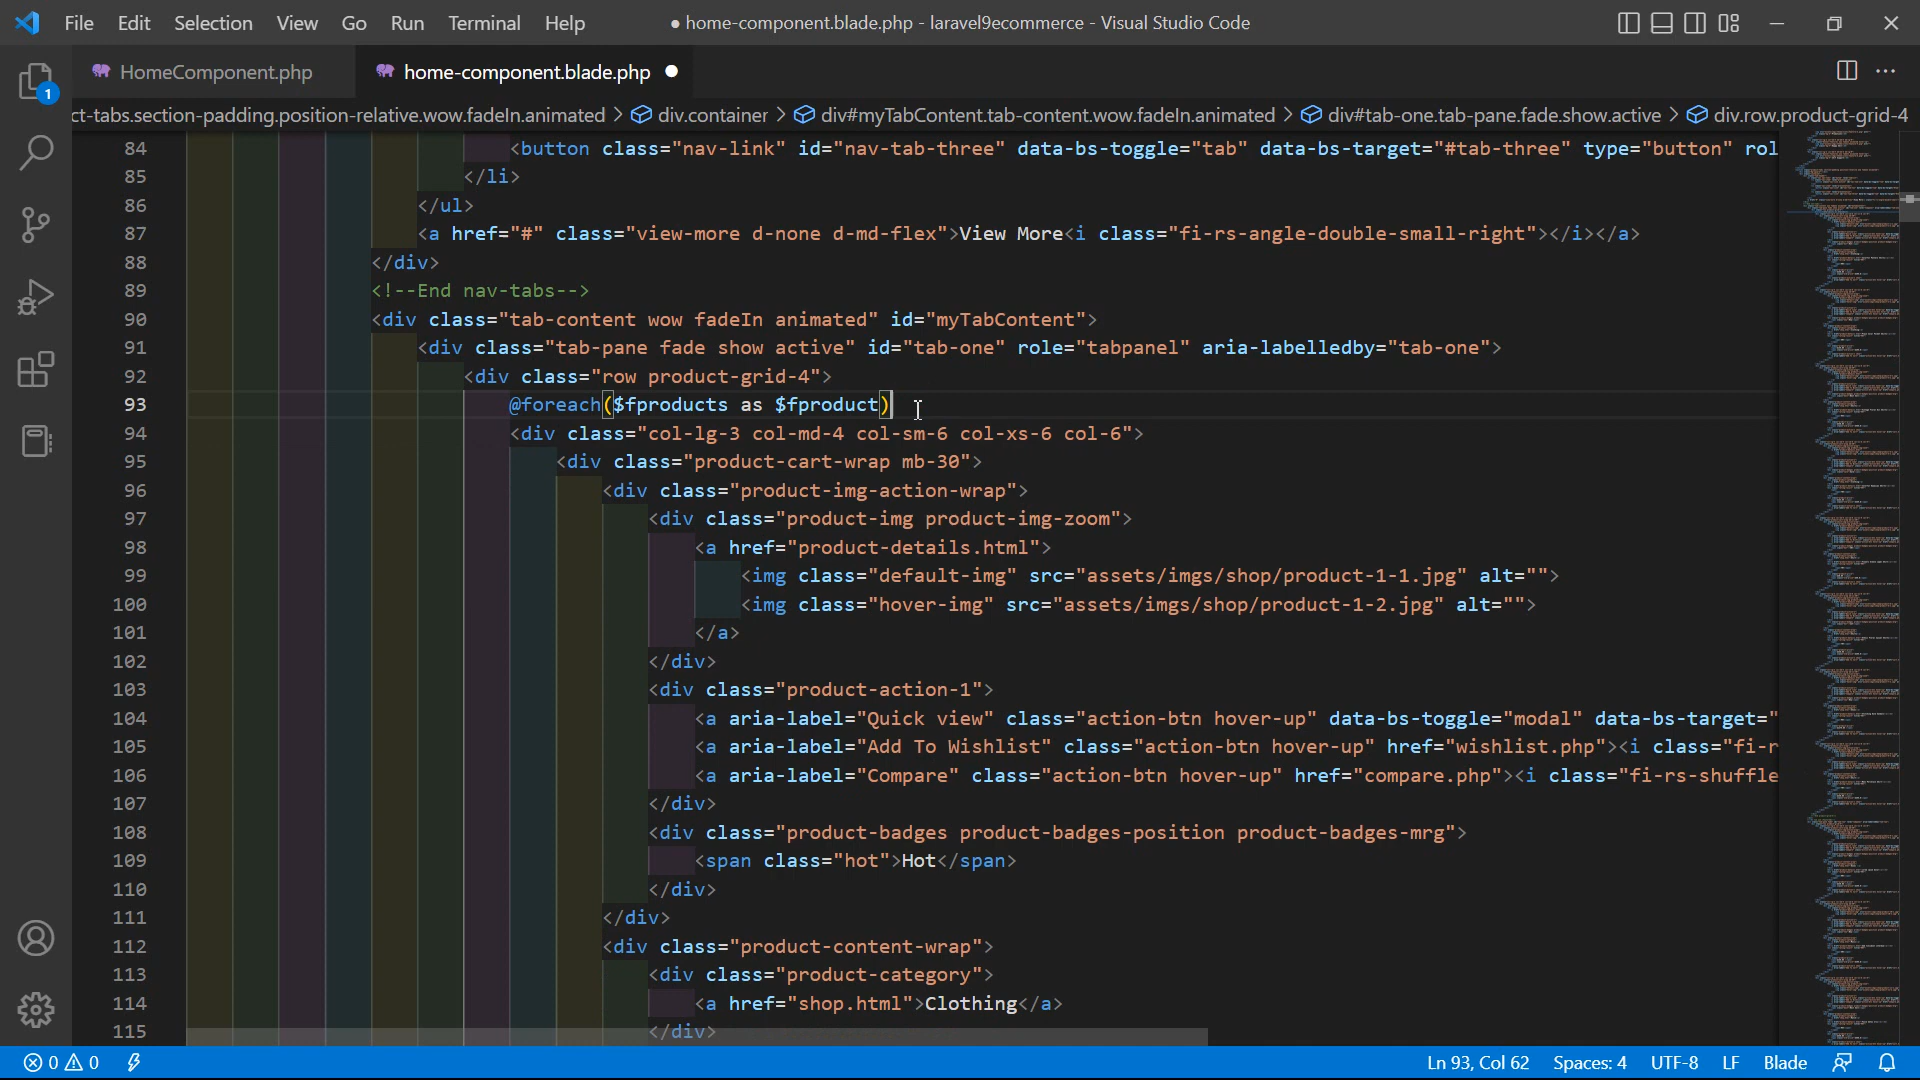 File Edit Selection View Go Run Terminal Help ● home-component.blade.php - laravel9ecommerce - Visual Studio Code
HomeComponent.php home-component.blade.php
1
ct-tabs.section-padding.position-relative.wow.fadeIn.animated > div.container > div#myTabContent.tab-content.wow.fadeIn.animated > div#tab-one.tab-pane.fade.show.active > div.row.product-grid-4
84 <button class="nav-link" id="nav-tab-three" data-bs-toggle="tab" data-bs-target="#tab-three" type="button" rol
85 </li>
86 </ul>
87 <a href="#" class="view-more d-none d-md-flex">View More<i class="fi-rs-angle-double-small-right"></i></a>
88 </div>
89 <!--End nav-tabs-->
90 <div class="tab-content wow fadeIn animated" id="myTabContent">
91 <div class="tab-pane fade show active" id="tab-one" role="tabpanel" aria-labelledby="tab-one">
92 <div class="row product-grid-4">
93 @foreach($fproducts as $fproduct)
94 <div class="col-lg-3 col-md-4 col-sm-6 col-xs-6 col-6">
95 <div class="product-cart-wrap mb-30">
96 <div class="product-img-action-wrap">
97 <div class="product-img product-img-zoom">
98 <a href="product-details.html">
99 <img class="default-img" src="assets/imgs/shop/product-1-1.jpg" alt="">
100 <img class="hover-img" src="assets/imgs/shop/product-1-2.jpg" alt="">
101 </a>
102 </div>
103 <div class="product-action-1">
104 <a aria-label="Quick view" class="action-btn hover-up" data-bs-toggle="modal" data-bs-target="
105 <a aria-label="Add To Wishlist" class="action-btn hover-up" href="wishlist.php"><i class="fi-r
106 <a aria-label="Compare" class="action-btn hover-up" href="compare.php"><i class="fi-rs-shuffle
107 </div>
108 <div class="product-badges product-badges-position product-badges-mrg">
109 <span class="hot">Hot</span>
110 </div>
111 </div>
112 <div class="product-content-wrap">
113 <div class="product-category">
114 <a href="shop.html">Clothing</a>
115 </div>
0 0 Ln 93, Col 62 Spaces: 4 UTF-8 LF Blade